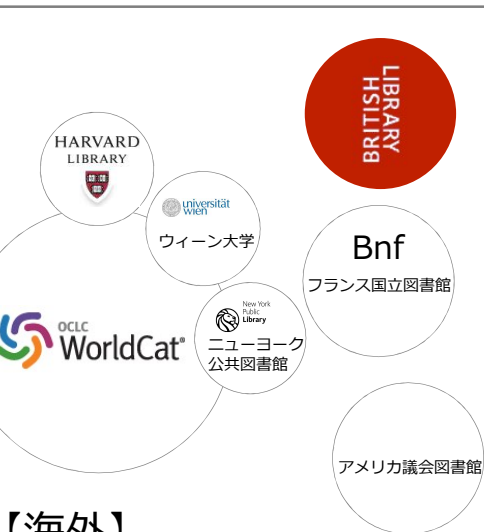 BRITISH
LIBRARY
HARVARD
LIBRARY
universität
wien
ウィーン大学
Bnf
フランス国立図書館
New York
Public
Library
ニューヨーク
公共図書館
OCLC
WorldCat®
アメリカ議会図書館
【海外】